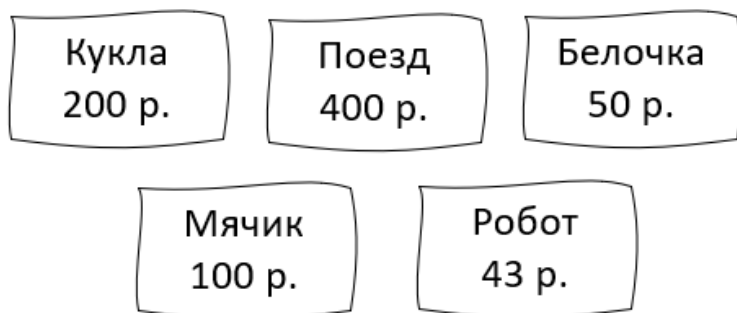 Кукла
200 р.
Поезд
400 р.
Белочка
50 р.
Мячик
100 р.
Робот
43 р.